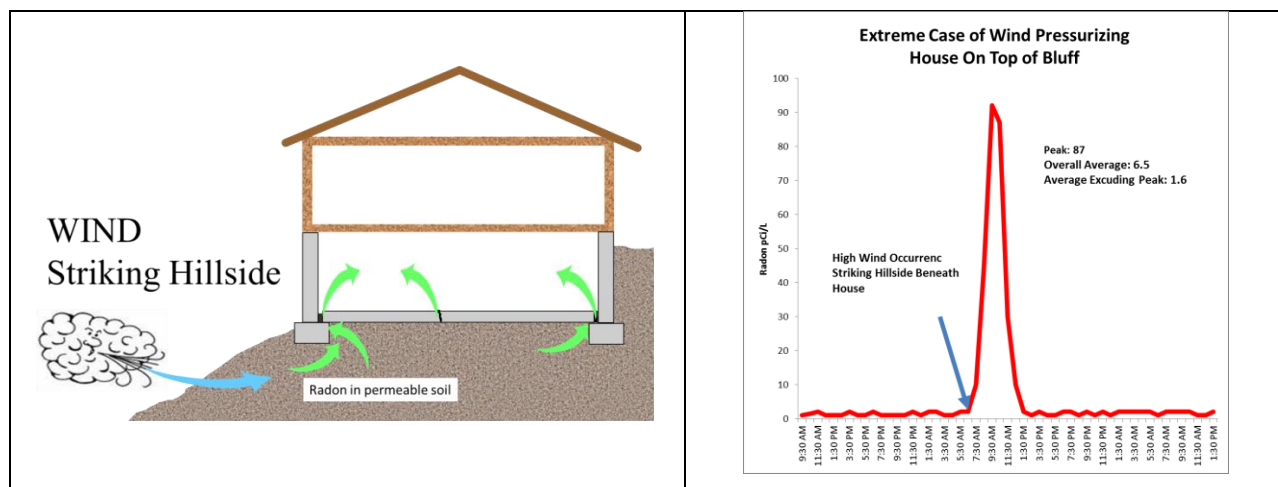 WIND
Striking Hillside
Radon in permeable soil
Extreme Case of Wind Pressurizing
House On Top of Bluff
Radon pCi/L
100
90
80
70
60
50
40
30
20
10
0
Peak: 87
Overall Average: 6.5
Average Excuding Peak: 1.6
High Wind Occurrenc
Striking Hillside Beneath
House
9:30 AM
11:30 AM
1:30 PM
3:30 PM
5:30 PM
7:30 PM
9:30 PM
11:30 PM
1:30 AM
3:30 AM
5:30 AM
7:30 AM
9:30 AM
11:30 AM
1:30 PM
3:30 PM
5:30 PM
7:30 PM
9:30 PM
11:30 PM
1:30 AM
3:30 AM
5:30 AM
7:30 AM
9:30 AM
11:30 AM
1:30 PM